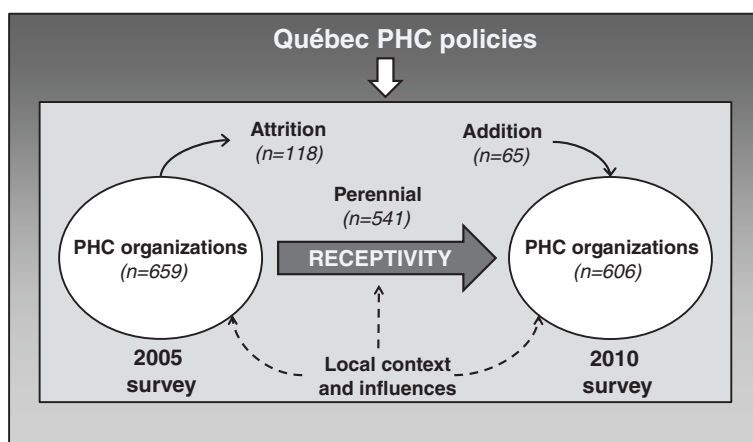 Québec PHC policies
Attrition
(n=118)
Addition
(n=65)
Perennial
(n=541)
PHC organizations
(n=659)
RECEPTIVITY
PHC organizations
(n=606)
2005
survey
Local context
and influences
2010
survey